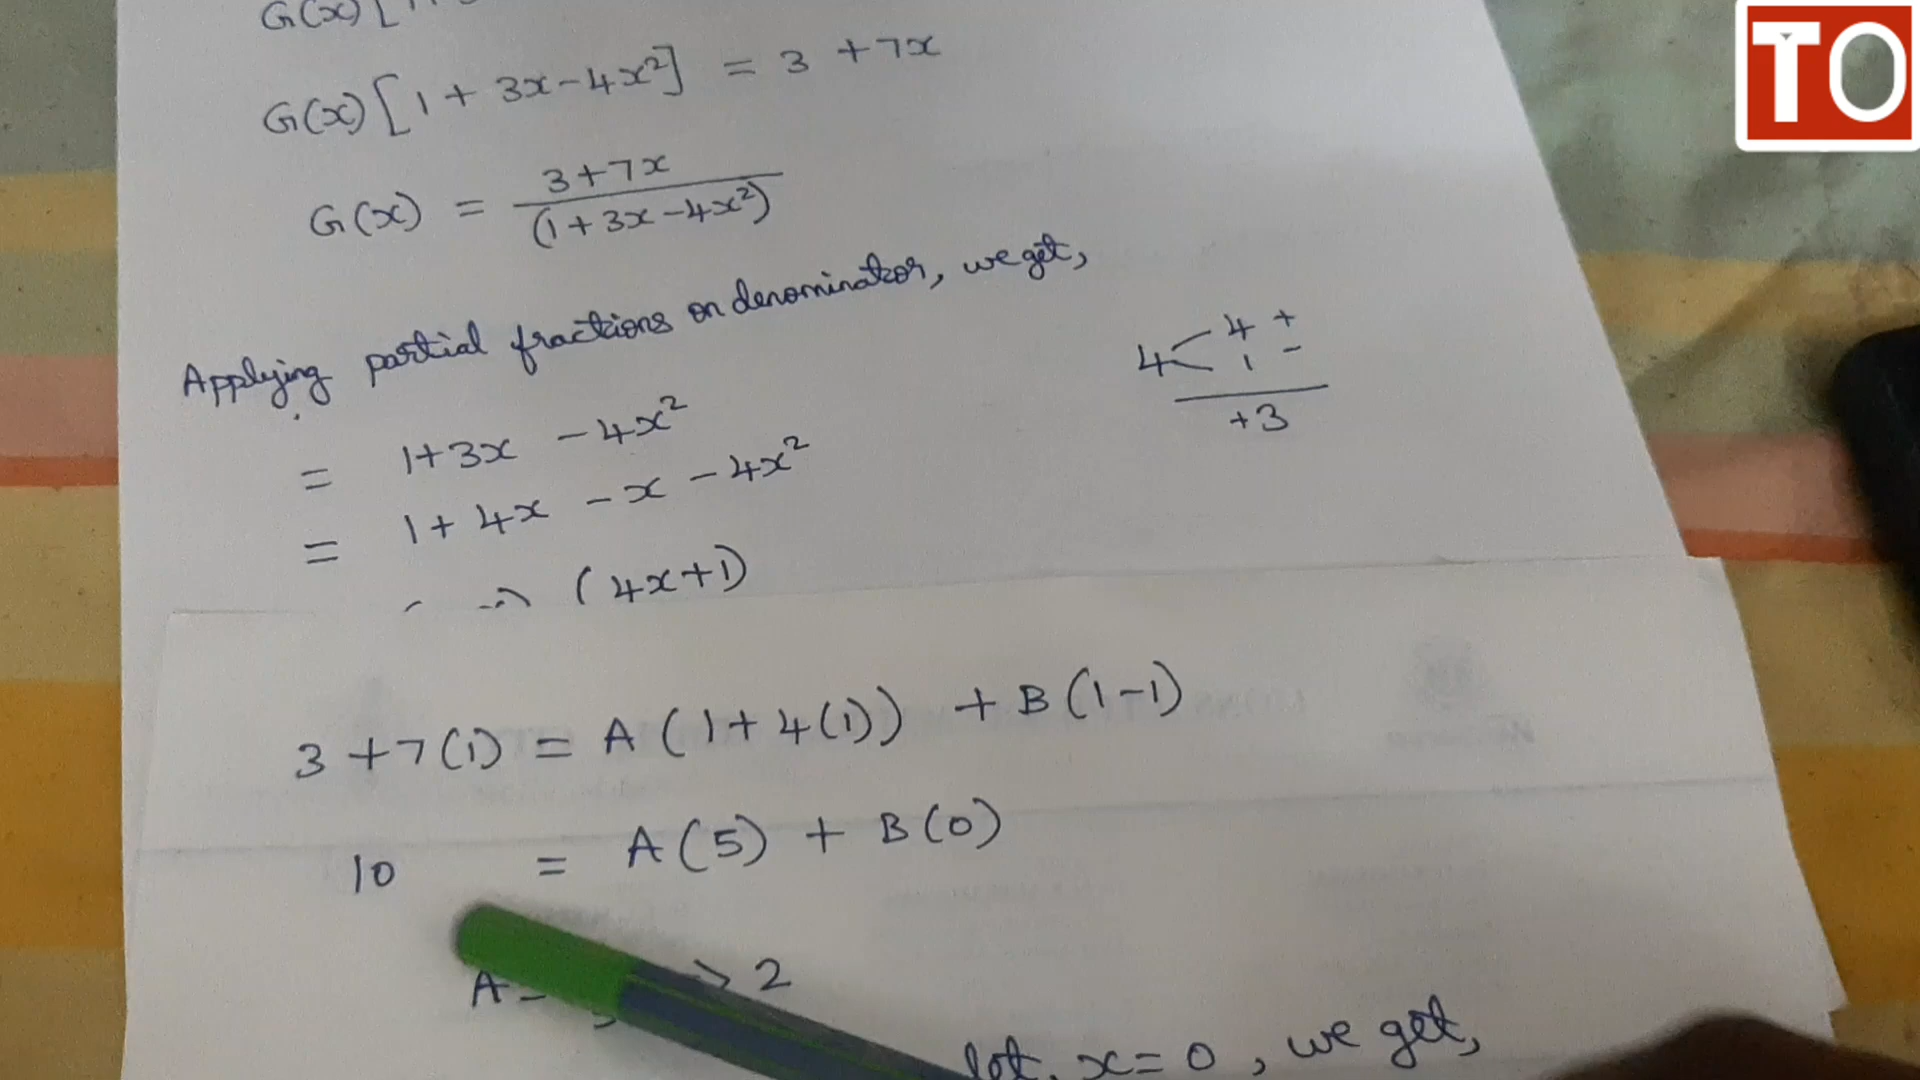 G(x)[
G(x)[1+3x-4x²] = 3+7x
G(x) = 3+7x
(1+3x-4x²)
Applying partial fractions on denominator, we get,
= 1+3x -4x²
= 1+4x -x -4x²
(4x+1)
4 4 +
1 -
+3
3+7(1) = A(1+4(1)) + B(1-1)
10 = A(5) + B(0)
A = > 2
x=0, we get,
TO